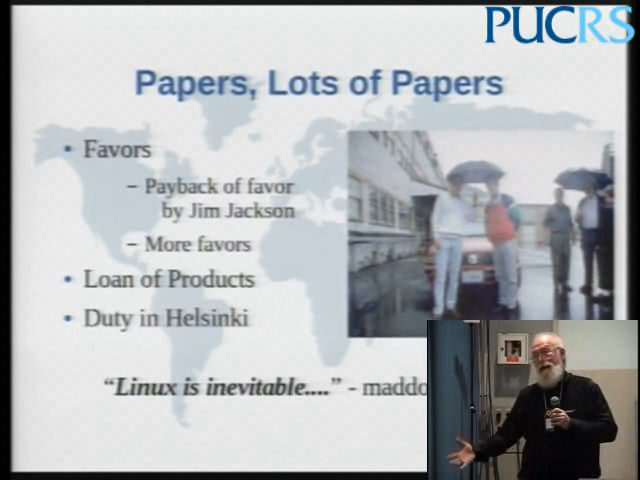 PUCRS
Papers, Lots of Papers
• Favors
– Payback of favor
by Jim Jackson
– More favors
• Loan of Products
• Duty in Helsinki
“Linux is inevitable....” - maddo